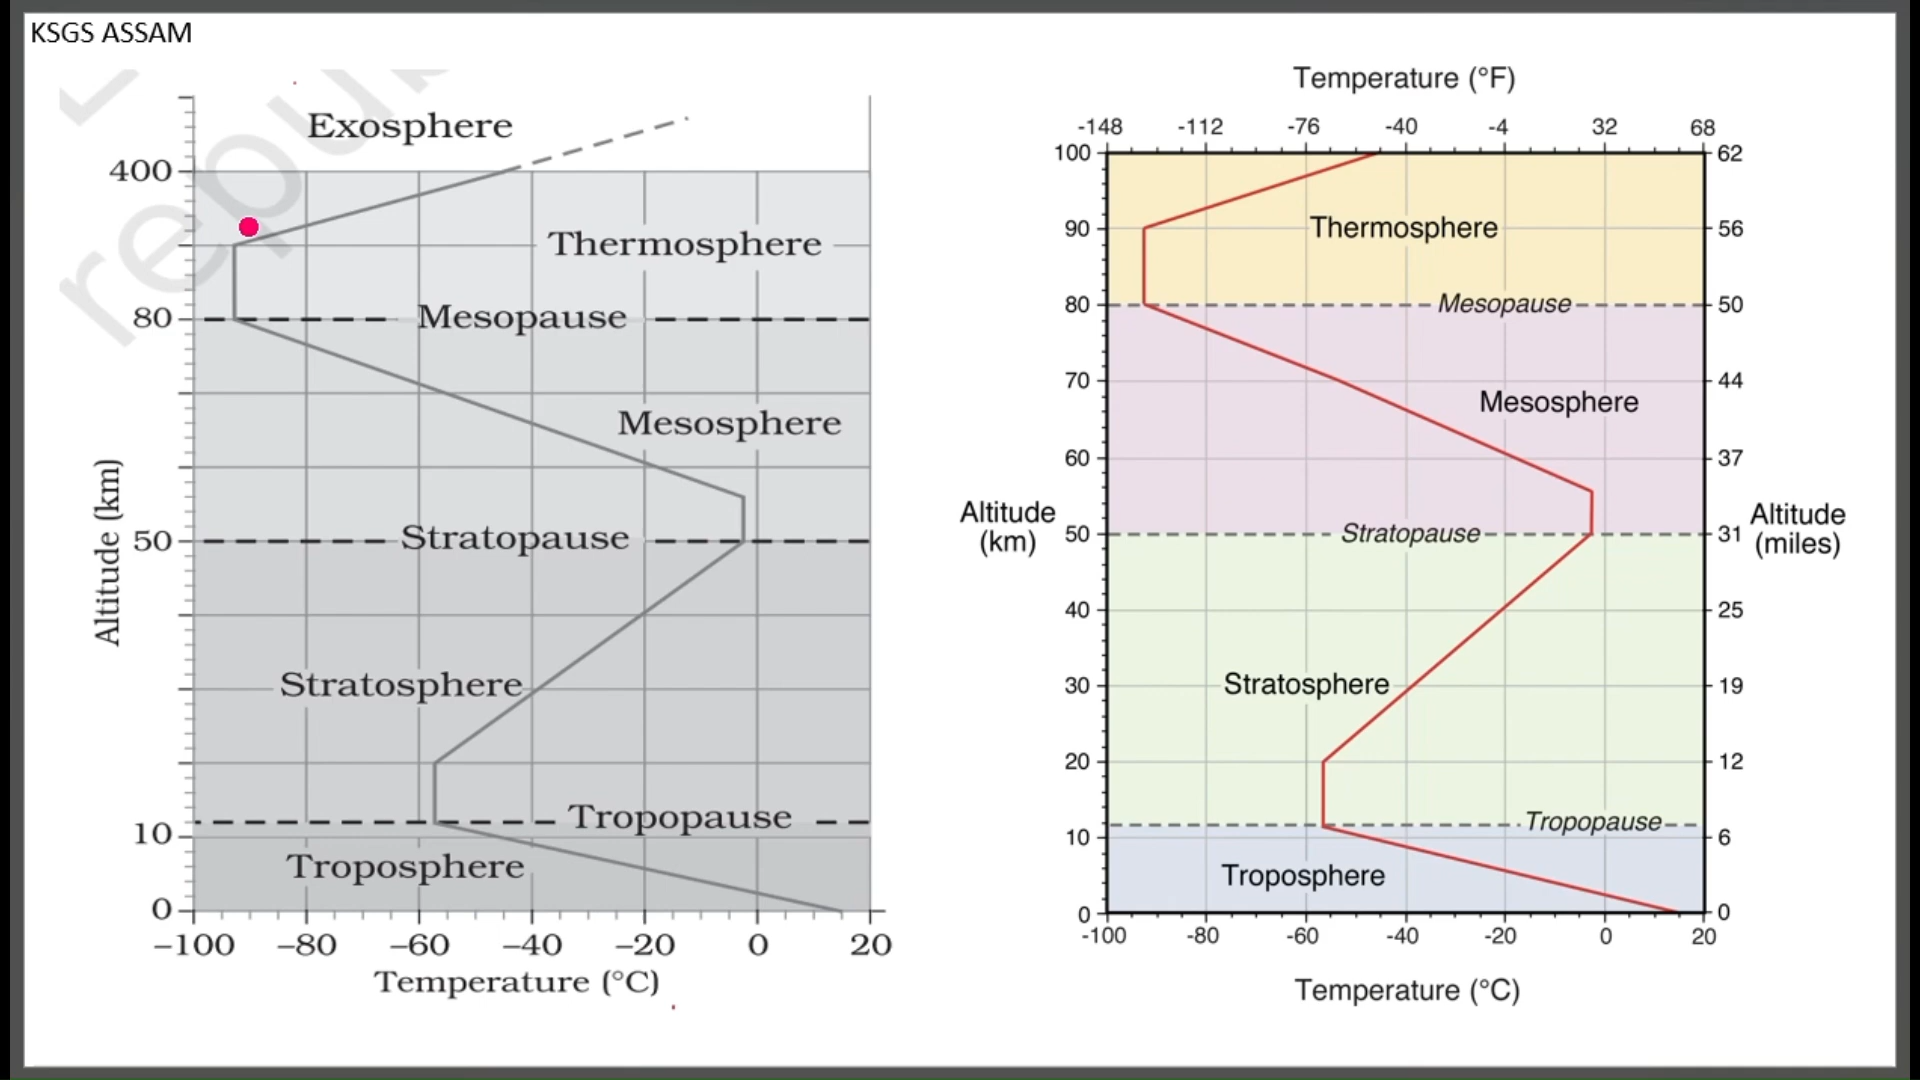 KSGS ASSAM
repu
Exosphere
400
Thermosphere
80
Mesopause
Mesosphere
Altitude (km)
50
Stratopause
Stratosphere
Tropopause
10
Troposphere
0
–100 –80 –60 –40 –20 0 20
Temperature (°C)
Temperature (°F)
-148 -112 -76 -40 -4 32 68
100 62
90 Thermosphere 56
80 Mesopause 50
70 44
Mesosphere
60 37
Altitude
(km)
50 Stratopause 31
Altitude
(miles)
40 25
30 Stratosphere 19
20 12
Tropopause
10 6
Troposphere
0 0
-100 -80 -60 -40 -20 0 20
Temperature (°C)